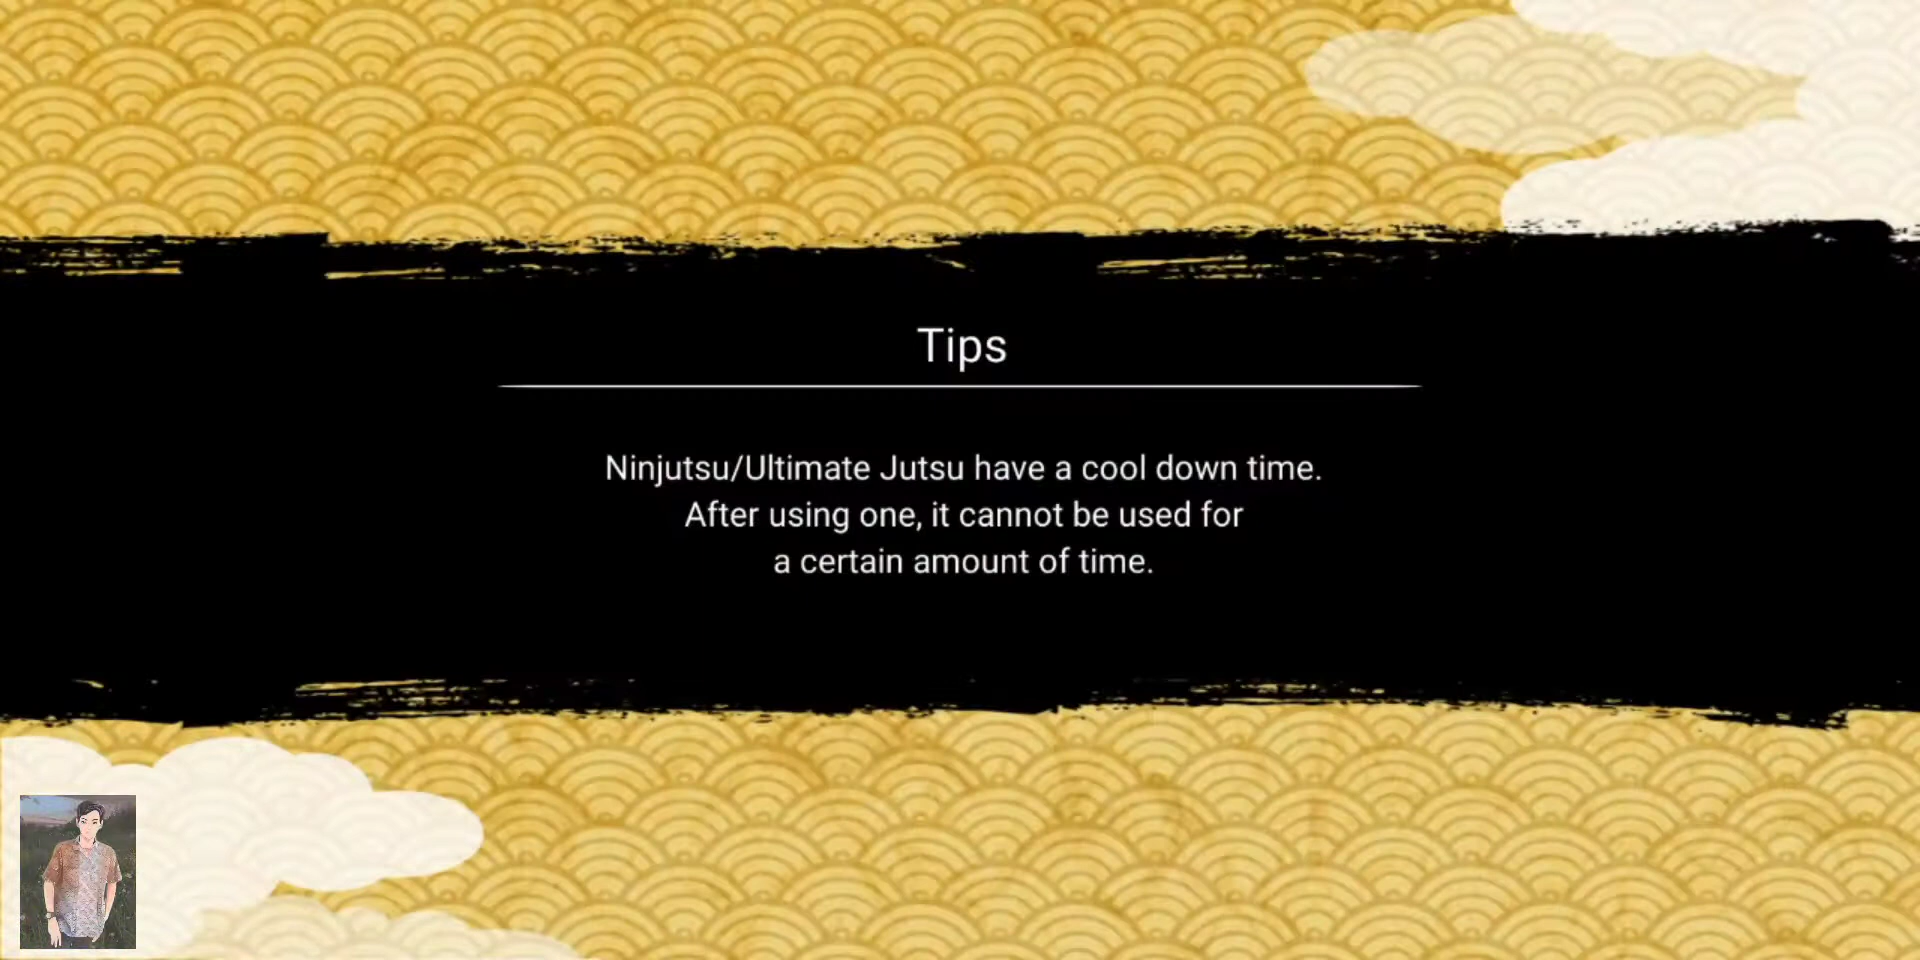 Tips
Ninjutsu/Ultimate Jutsu have a cool down time.
After using one, it cannot be used for
a certain amount of time.